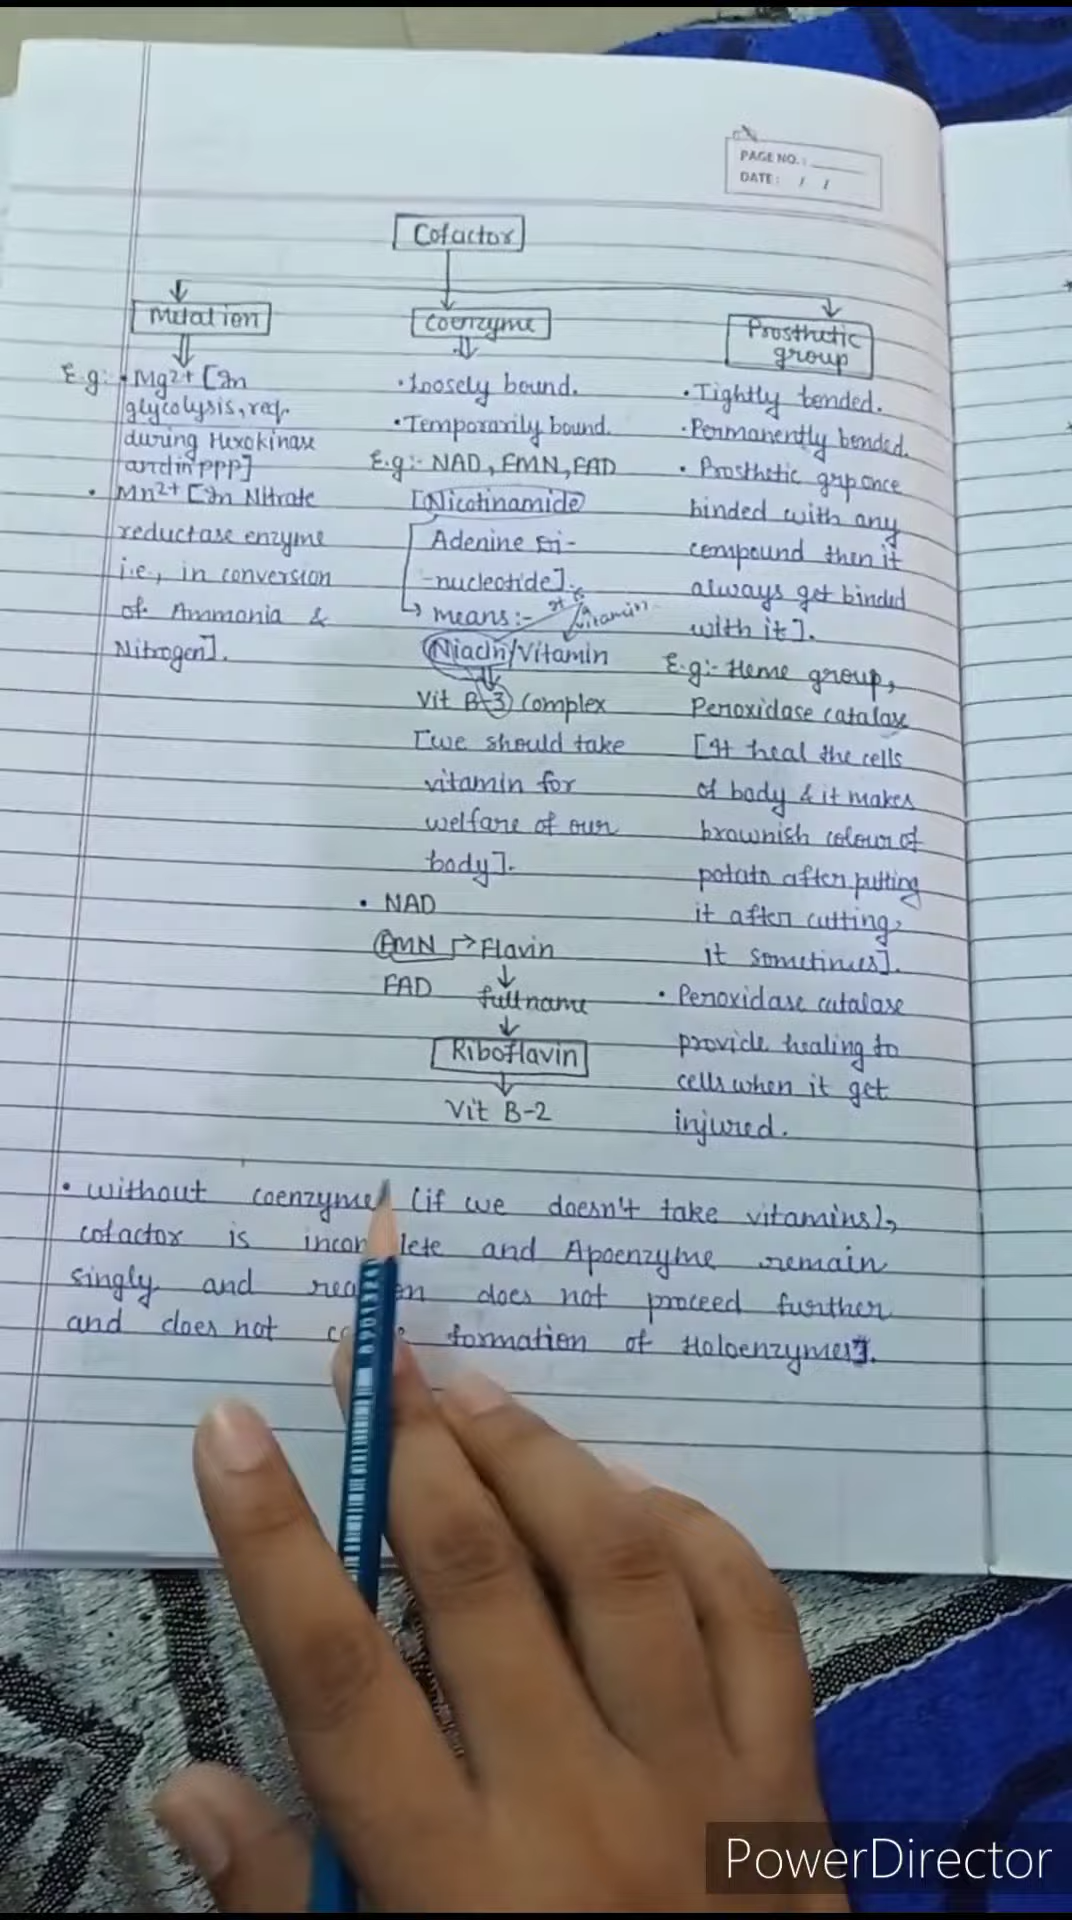 PAGE NO.:
DATE: / /
Cofactor
Metal ion
E.g:- • Mg2+ [In
glycolysis, req.
during Hexokinase
and in PPP]
• Mn2+ [In Nitrate
reductase enzyme
i.e., in conversion
of Ammonia &
Nitrogen].
Coenzyme
• Loosely bound.
• Temporarily bound.
E.g:- NAD, FMN, FAD
[Nicotinamide
Adenine Di-
-nucleotide].
means:-
vitamin
Niacin/Vitamin
Vit B-3 Complex
[we should take
vitamin for
welfare of our
body].
• NAD
FMN → Flavin
FAD full name
Riboflavin
Vit B-2
Prosthetic
group
• Tightly bonded.
• Permanently bonded.
• Prosthetic grp once
binded with any
compound then it
always get binded
with it].
E.g:- Heme group,
Peroxidase catalase
[It heal the cells
of body & it makes
brownish colour of
potato after putting
it after cutting
it sometimes].
• Peroxidase catalase
provide healing to
cells when it get
injured.
• without coenzyme (if we doesn't take vitamins),
cofactor is and Apoenzyme remain
singly and does not proceed further
and does not formation of Holoenzymes].
PowerDirector